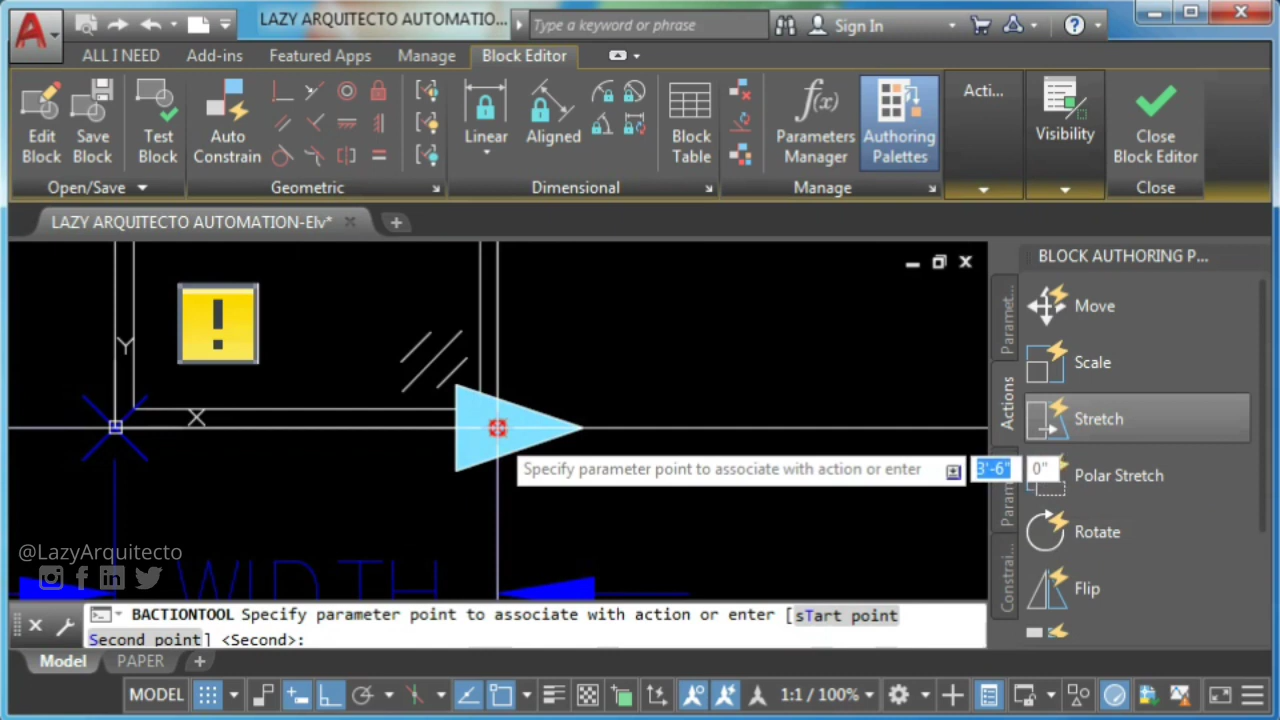 LAZY ARQUITECTO AUTOMATIO...
Type a keyword or phrase
Sign In
ALL I NEED
Add-ins
Featured Apps
Manage
Block Editor
Edit Block
Save Block
Test Block
Auto Constrain
Linear
Aligned
Block Table
f(x)
Parameters Manager
Authoring Palettes
Acti...
Visibility
Close Block Editor
Open/Save
Geometric
Dimensional
Manage
Close
LAZY ARQUITECTO AUTOMATION-Elv*
BLOCK AUTHORING P...
Paramet...
Actions
Param
Constrai...
Move
Scale
Stretch
Polar Stretch
Rotate
Flip
!
Y
X
Specify parameter point to associate with action or enter
3'-6"
0"
@LazyArquitecto
WIDTH
BACTIONTOOL Specify parameter point to associate with action or enter [sTart point
Second point] <Second>:
Model
PAPER
MODEL
1:1 / 100%